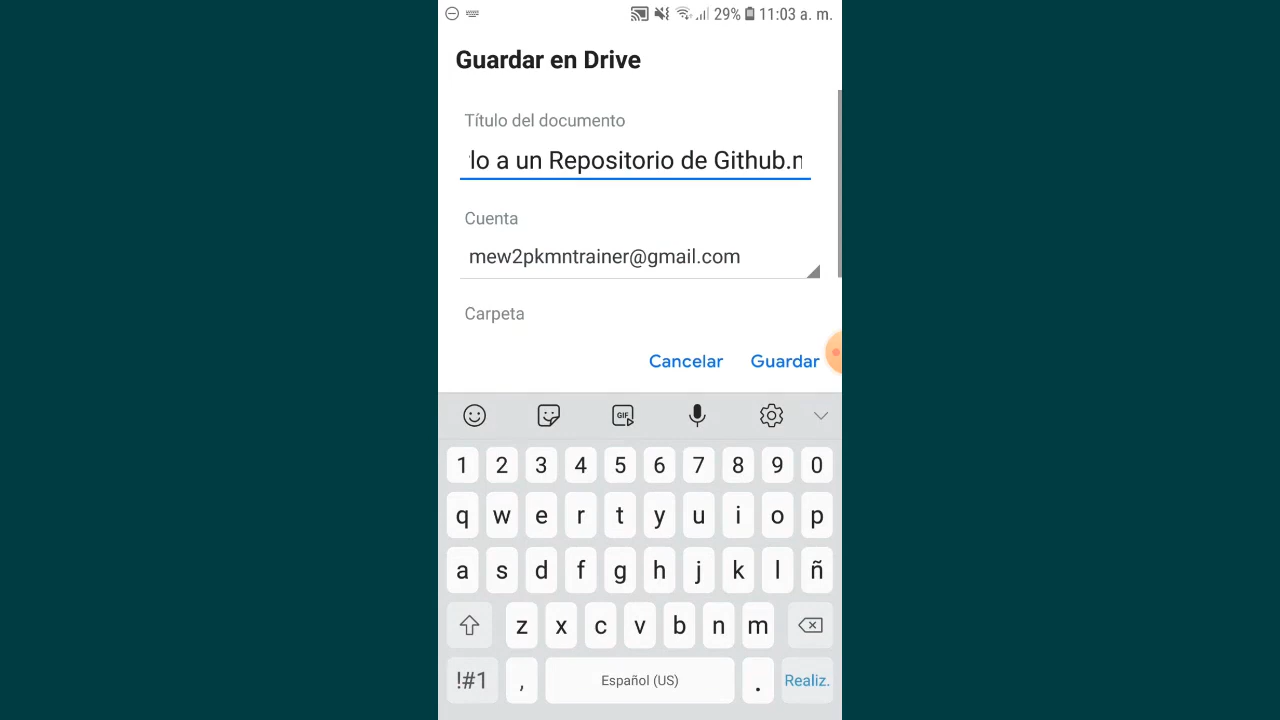 29% 11:03 a. m.
Guardar en Drive
Título del documento
lo a un Repositorio de Github.
Cuenta
mew2pkmntrainer@gmail.com
Carpeta
Cancelar Guardar
GIF
1 2 3 4 5 6 7 8 9 0
q w e r t y u i o p
a s d f g h j k l ñ
z x c v b n m
!#1 , Español (US) . Realiz.